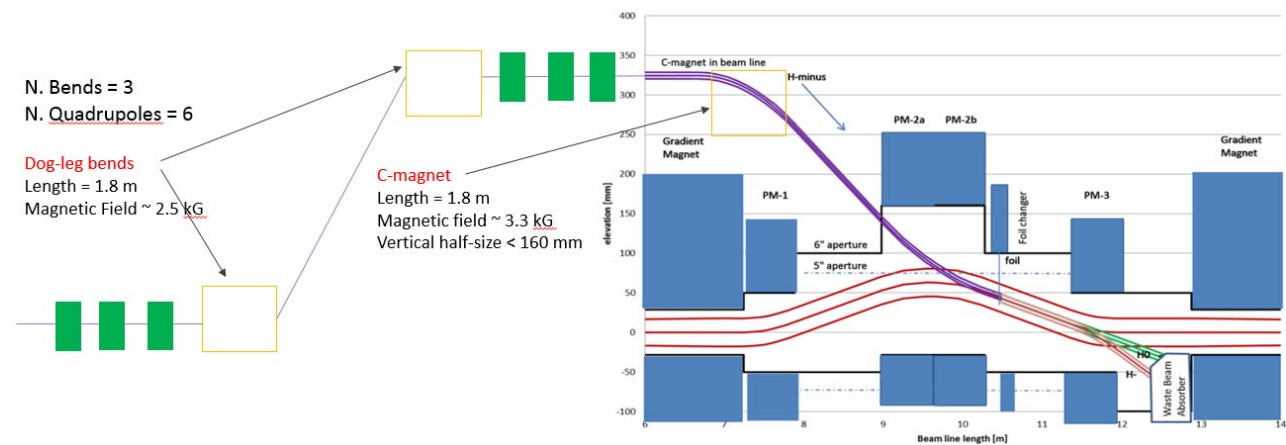 N. Bends = 3
N. Quadrupoles = 6
Dog-leg bends
Length = 1.8 m
Magnetic Field ~ 2.5 kG
C-magnet
Length = 1.8 m
Magnetic field ~ 3.3 kG
Vertical half-size < 160 mm
400
350
300
250
200
150
100
50
0
-50
-100
elevation [mm]
C-magnet in beam line
H-minus
Gradient
Magnet
PM-1
PM-2a
PM-2b
Foil changer
PM-3
Gradient
Magnet
6" aperture
5" aperture
foil
H0
H-
Waste Beam
Absorber
6
7
8
9
10
11
12
13
14
Beam line length [m]